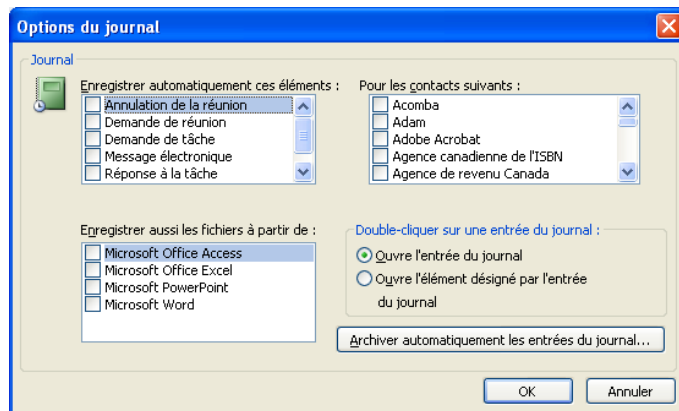 Options du journal
Journal
Enregistrer automatiquement ces éléments :
Annulation de la réunion
Demande de réunion
Demande de tâche
Message électronique
Réponse à la tâche
Pour les contacts suivants :
Acomba
Adam
Adobe Acrobat
Agence canadienne de l'ISBN
Agence de revenu Canada
Enregistrer aussi les fichiers à partir de :
Microsoft Office Access
Microsoft Office Excel
Microsoft PowerPoint
Microsoft Word
Double-cliquer sur une entrée du journal :
Ouvre l'entrée du journal
Ouvre l'élément désigné par l'entrée
du journal
Archiver automatiquement les entrées du journal...
OK
Annuler